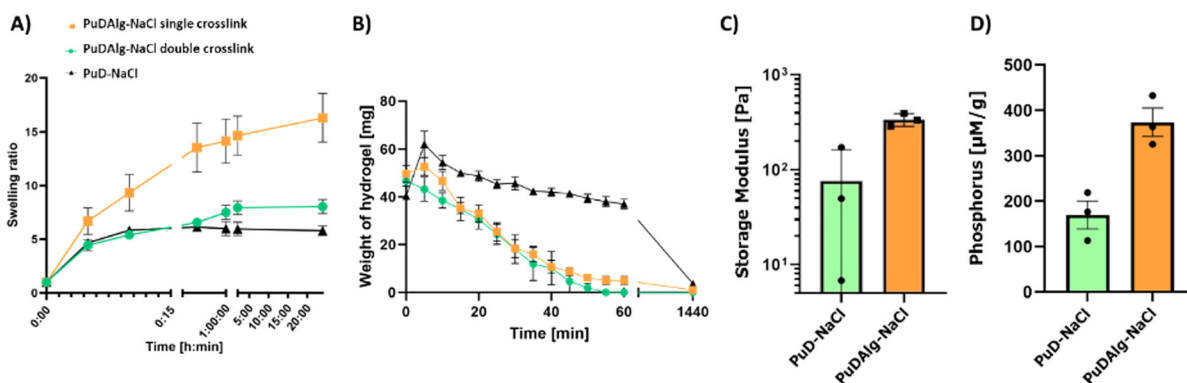 A)
PuDAlg-NaCl single crosslink
PuDAlg-NaCl double crosslink
PuD-NaCl
Swelling ratio
20
15
10
5
0
0:00
0:15
1:00:00
5:00
10:00
15:00
20:00
Time [h:min]
B)
Weight of hydrogel [mg]
80
60
40
20
0
0
20
40
60
1440
Time [min]
C)
Storage Modulus [Pa]
10³
10²
10¹
PuD-NaCl
PuDAlg-NaCl
D)
Phosphorus [µM/g]
500
400
300
200
100
0
PuD-NaCl
PuDAlg-NaCl